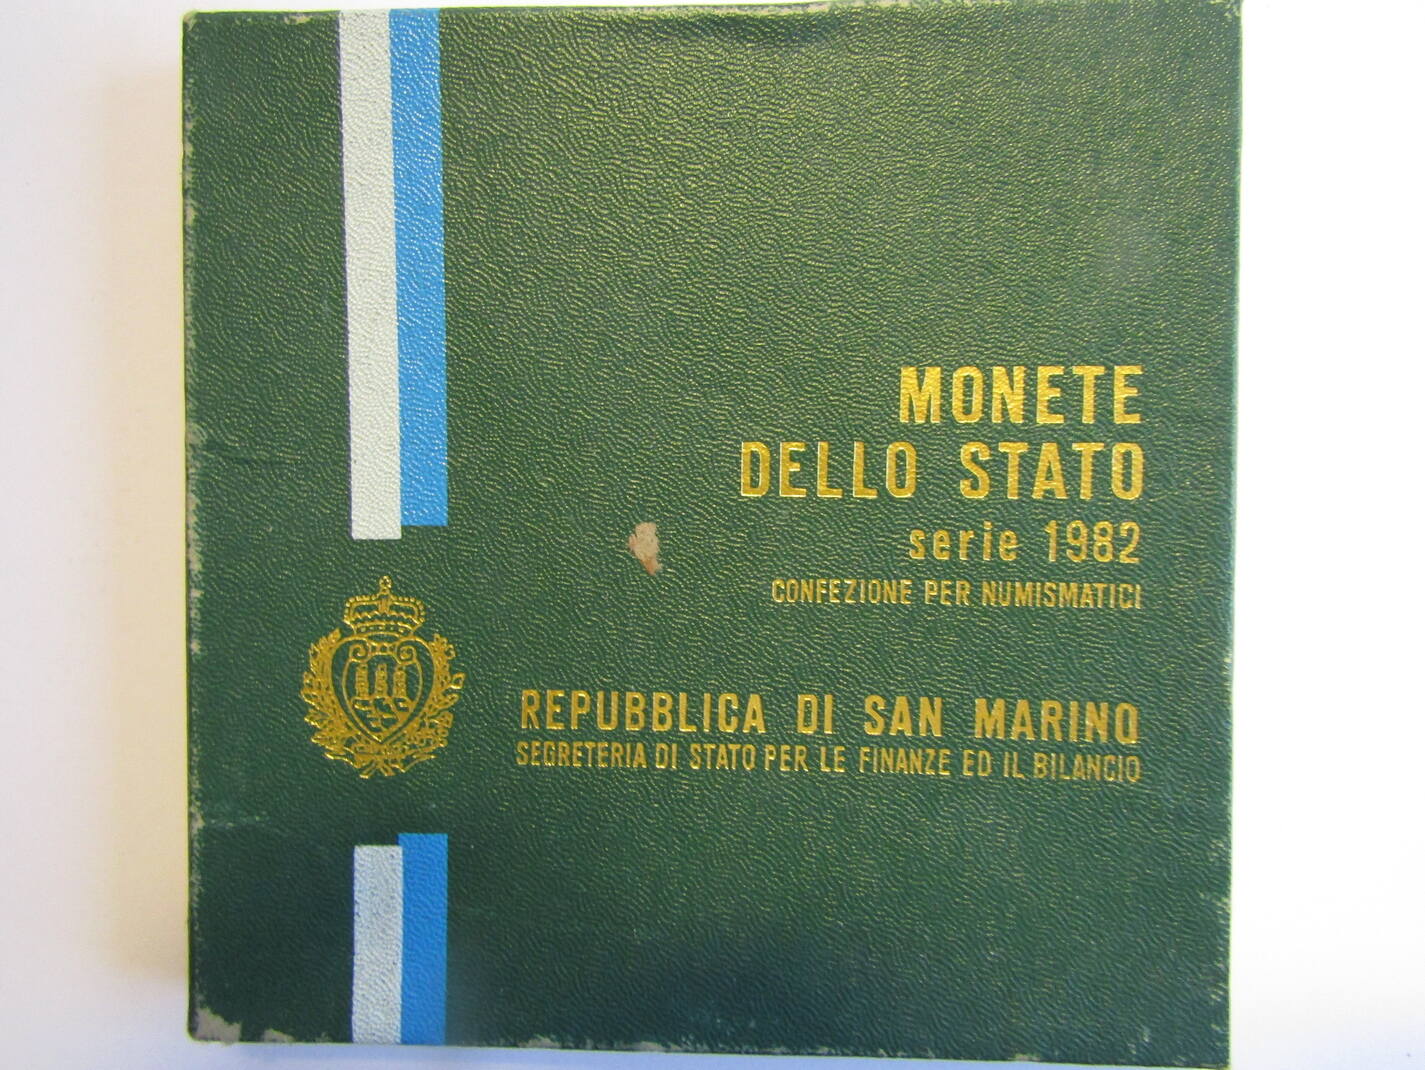 MONETE
DELLO STATO
serie 1982
CONFEZIONE PER NUMISMATICI
REPUBBLICA DI SAN MARINO
SEGRETERIA DI STATO PER LE FINANZE ED IL BILANCIO